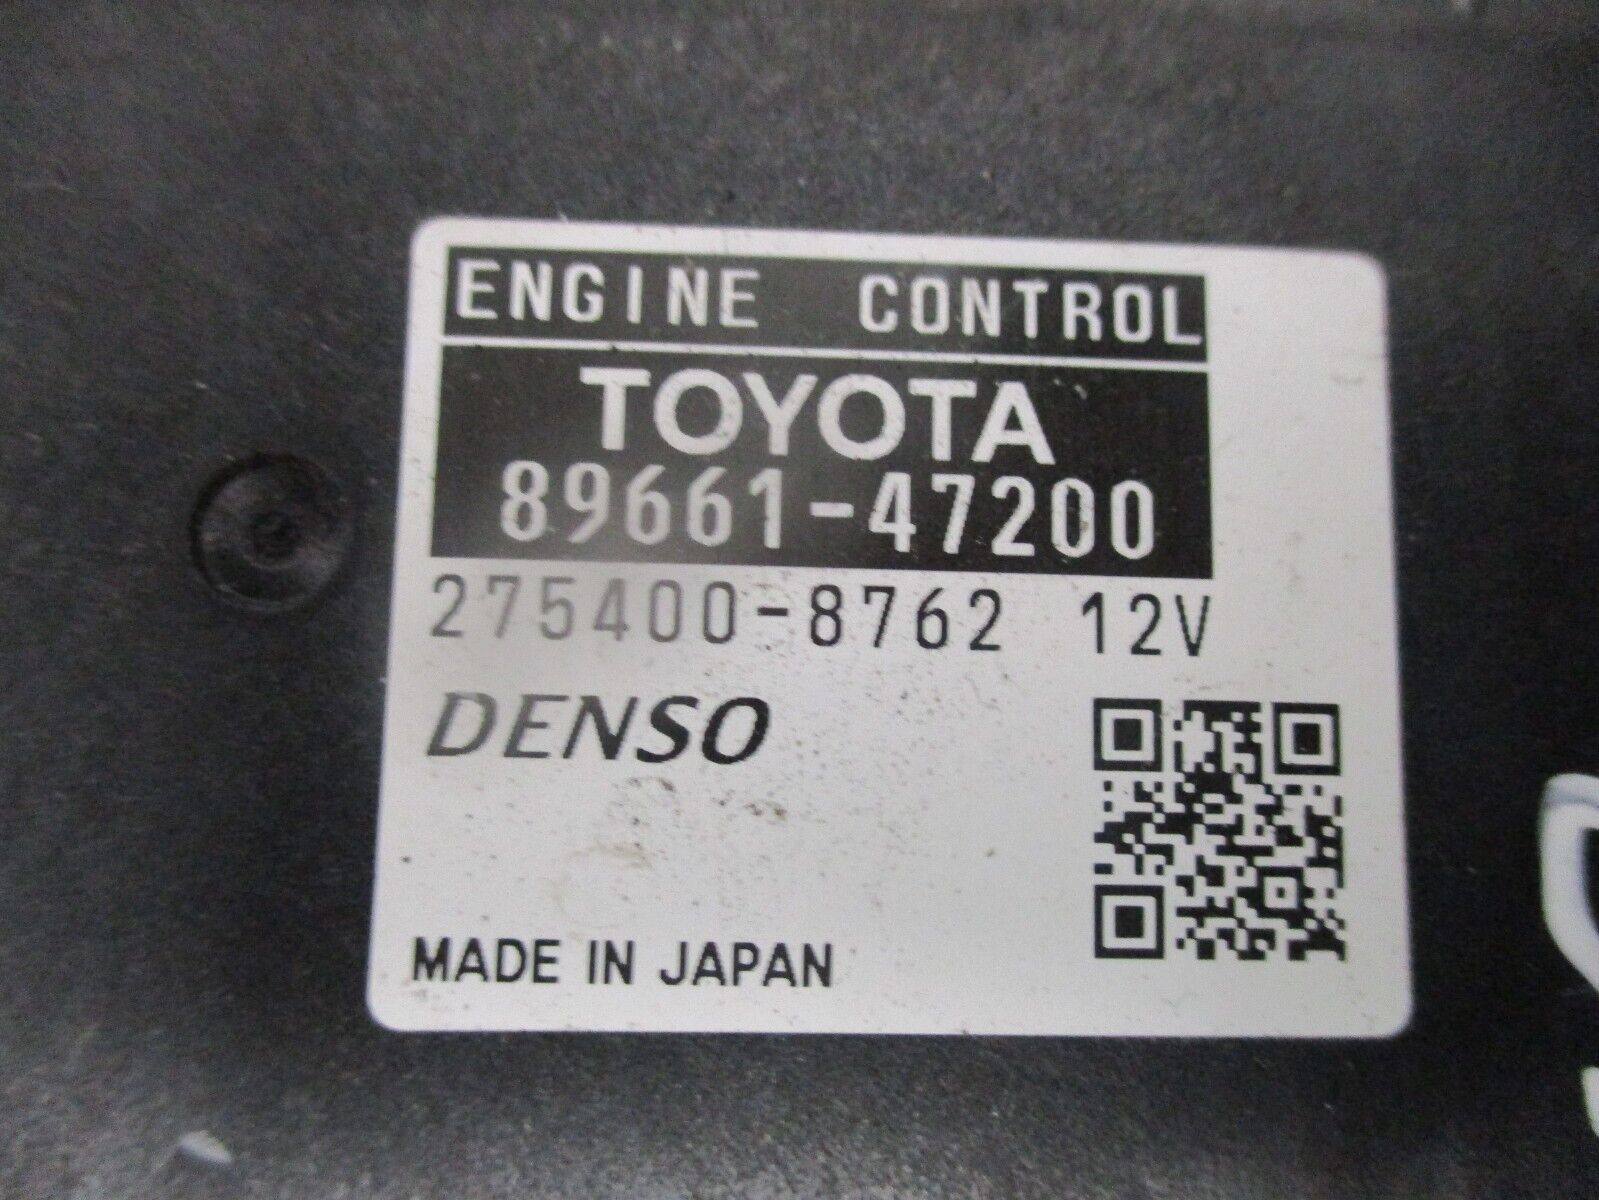 ENGINE CONTROL
TOYOTA
89661-47200
275400-8762 12V
DENSO
MADE IN JAPAN